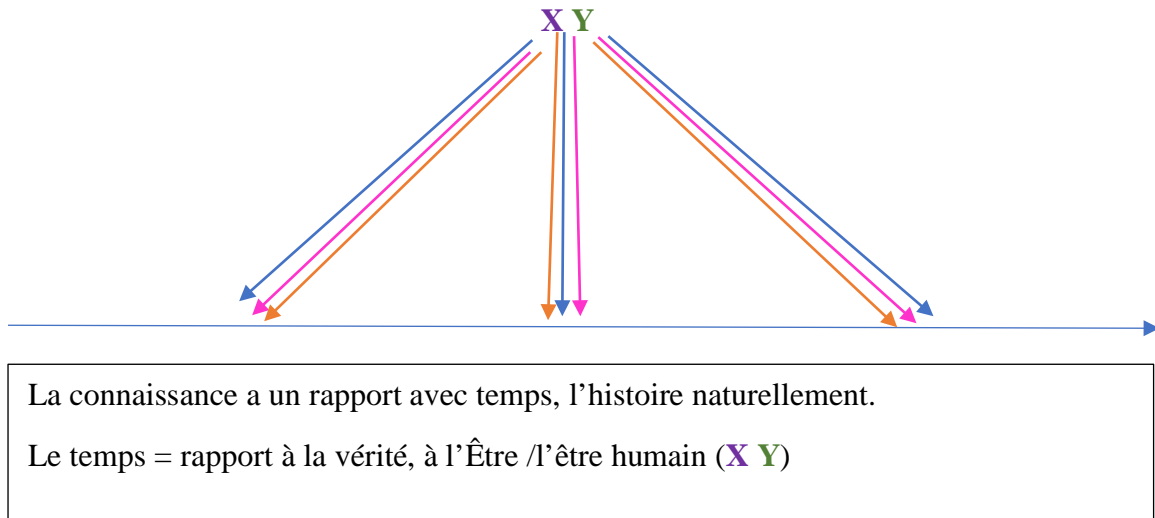 X Y
La connaissance a un rapport avec temps, l’histoire naturellement.
Le temps = rapport à la vérité, à l’Être /l’être humain (X Y)